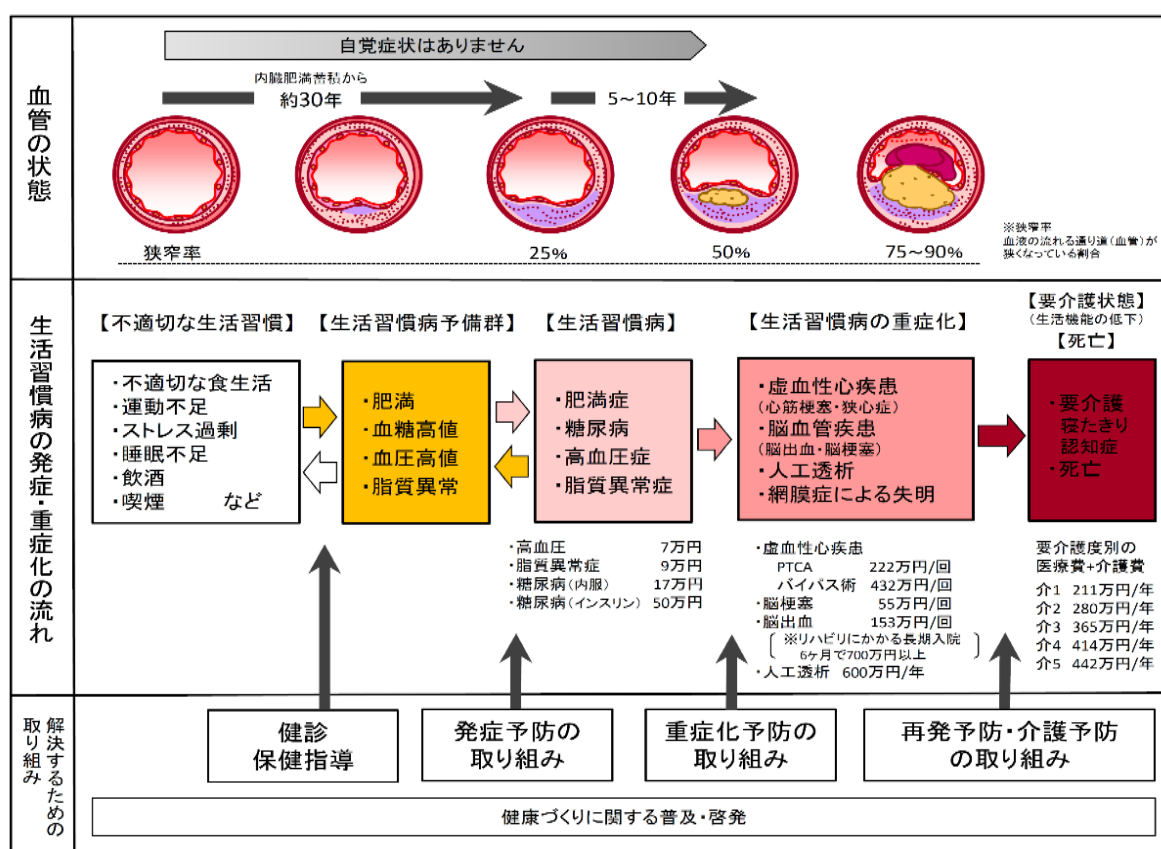 血管の状態
自覚症状はありません
内臓肥満蓄積から
約30年
5~10年
狭窄率
25%
50%
75~90%
※狭窄率
血液の流れる通り道(血管)が
狭くなっている割合
生活習慣病の発症・重症化の流れ
【不適切な生活習慣】
・不適切な食生活
・運動不足
・ストレス過剰
・睡眠不足
・飲酒
・喫煙 など
【生活習慣病予備群】
・肥満
・血糖高値
・血圧高値
・脂質異常
【生活習慣病】
・肥満症
・糖尿病
・高血圧症
・脂質異常症
・高血圧 7万円
・脂質異常症 9万円
・糖尿病(内服) 17万円
・糖尿病(インスリン) 50万円
【生活習慣病の重症化】
・虚血性心疾患
(心筋梗塞・狭心症)
・脳血管疾患
(脳出血・脳梗塞)
・人工透析
・網膜症による失明
・虚血性心疾患
PTCA 222万円/回
バイパス術 432万円/回
・脳梗塞 55万円/回
・脳出血 153万円/回
※リハビリにかかる長期入院
6ヶ月で700万円以上
・人工透析 600万円/年
【要介護状態】
(生活機能の低下)
【死亡】
・要介護
寝たきり
認知症
・死亡
要介護度別の
医療費+介護費
介1 211万円/年
介2 280万円/年
介3 365万円/年
介4 414万円/年
介5 442万円/年
解決するための
取り組み
健診
保健指導
発症予防の
取り組み
重症化予防の
取り組み
再発予防・介護予防
の取り組み
健康づくりに関する普及・啓発